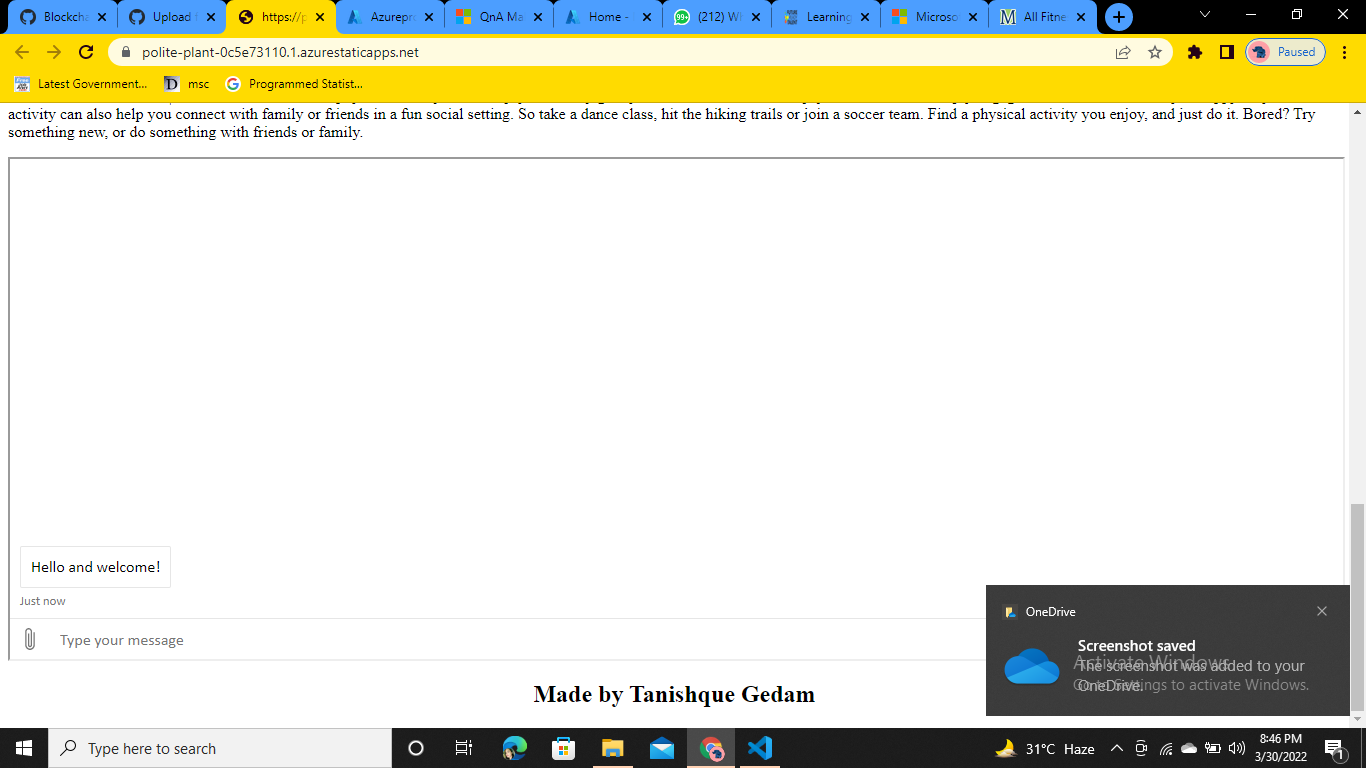 Blockcha
Upload f
https://p
Azurepr
QnA Ma
Home -
(212) W
Learning
Microso
All Fitne
polite-plant-0c5e73110.1.azurestaticapps.net
Paused
Latest Government...
msc
Programmed Statist...
activity can also help you connect with family or friends in a fun social setting. So take a dance class, hit the hiking trails or join a soccer team. Find a physical activity you enjoy, and just do it. Bored? Try
something new, or do something with friends or family.
Hello and welcome!
Just now
Type your message
OneDrive
Screenshot saved
The screenshot was added to your
OneDrive.
Activate Windows
Go to Settings to activate Windows.
Made by Tanishque Gedam
Type here to search
31°C Haze
8:46 PM
3/30/2022
1